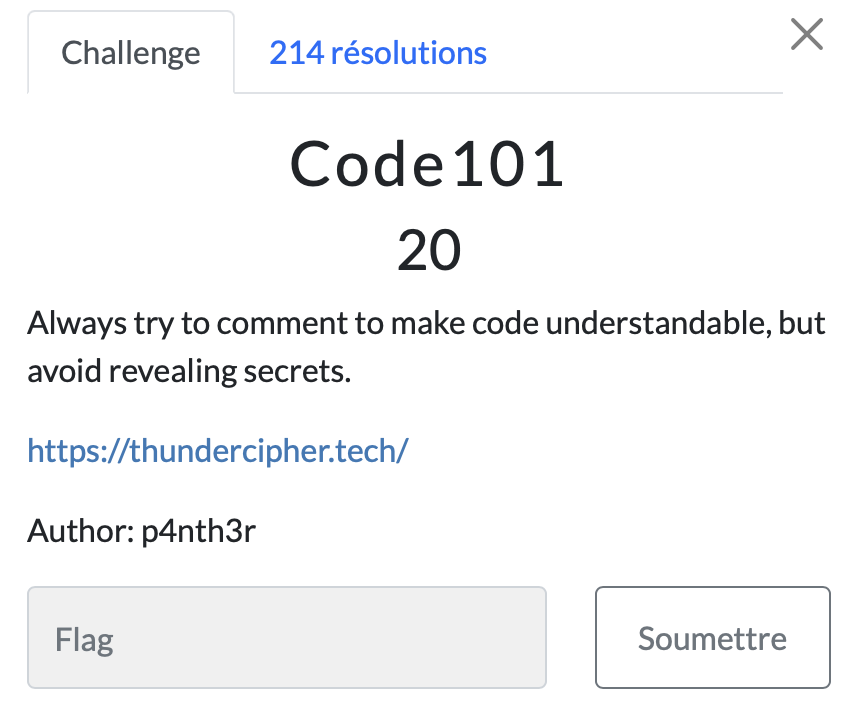 Challenge
214 résolutions
Code101
20
Always try to comment to make code understandable, but
avoid revealing secrets.
https://thundercipher.tech/
Author: p4nth3r
Flag
Soumettre